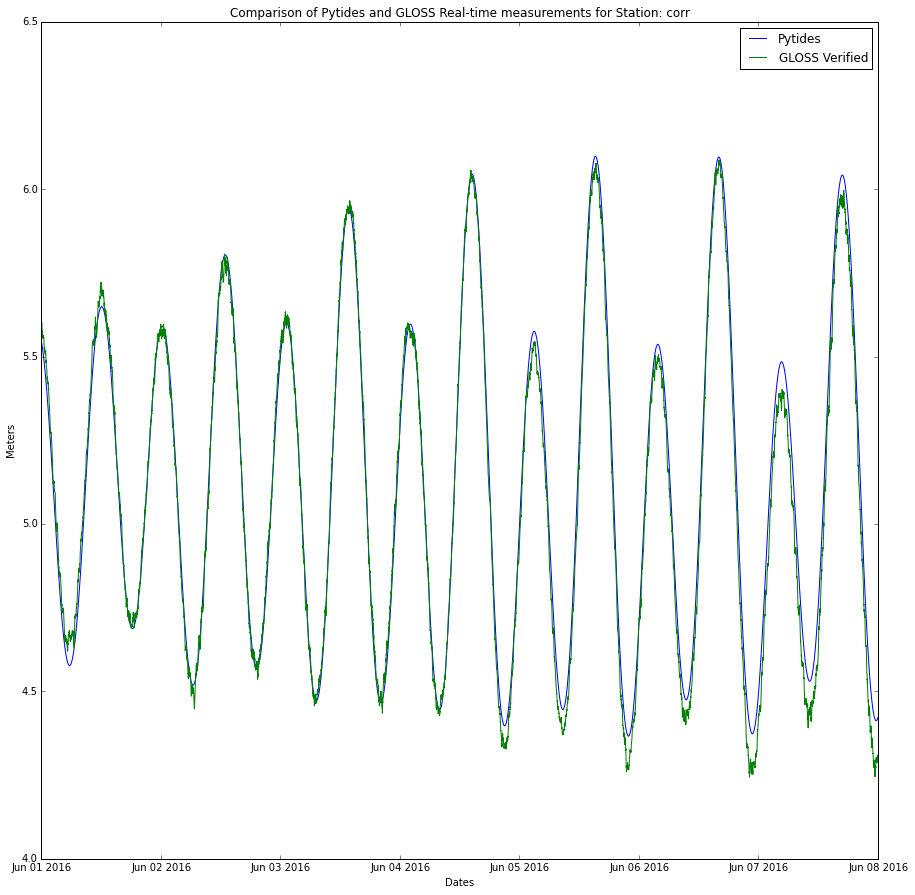 Comparison of Pytides and GLOSS Real-time measurements for Station: corr
Pytides
GLOSS Verified
6.5
6.0
5.5
5.0
4.5
4.0
Meters
Jun 01 2016
Jun 02 2016
Jun 03 2016
Jun 04 2016
Jun 05 2016
Jun 06 2016
Jun 07 2016
Jun 08 2016
Dates